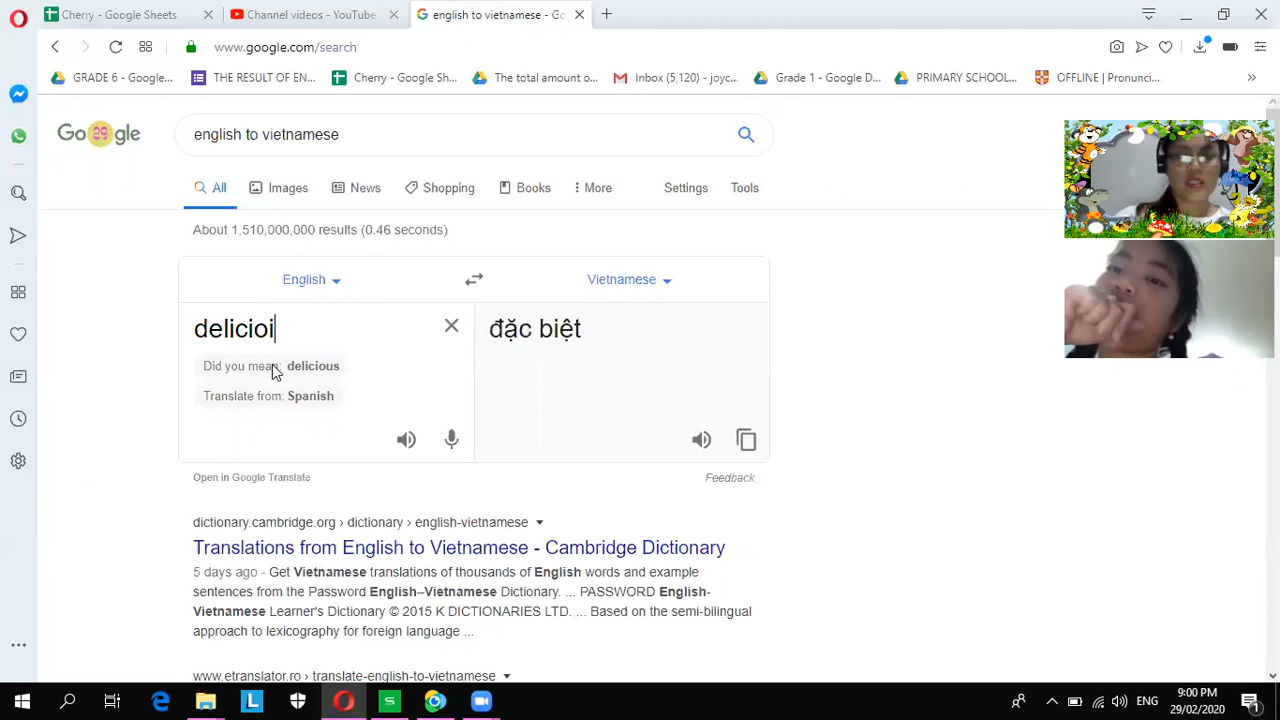 Cherry - Google Sheets
Channel videos - YouTube
english to vietnamese - Go
www.google.com/search
GRADE 6 - Google...
THE RESULT OF EN...
Cherry - Google Sh...
The total amount o...
Inbox (5,120) - joyc...
Grade 1 - Google D...
PRIMARY SCHOOL...
OFFLINE | Pronunci...
Google
english to vietnamese
All
Images
News
Shopping
Books
More
Settings
Tools
About 1,510,000,000 results (0.46 seconds)
English
Vietnamese
delicioi
đặc biệt
Did you mean: delicious
Translate from: Spanish
Open in Google Translate
Feedback
dictionary.cambridge.org › dictionary › english-vietnamese
Translations from English to Vietnamese - Cambridge Dictionary
5 days ago - Get Vietnamese translations of thousands of English words and example
sentences from the Password English–Vietnamese Dictionary. ... PASSWORD English-
Vietnamese Learner's Dictionary © 2015 K DICTIONARIES LTD. ... Based on the semi-bilingual
approach to lexicography for foreign language ...
www.etranslator.ro › translate-english-to-vietnamese
ENG
9:00 PM
29/02/2020